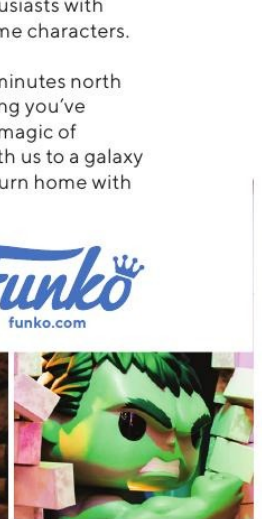 usiasts with
me characters.
minutes north
ng you've
magic of
th us to a galaxy
urn home with
unko
funko.com